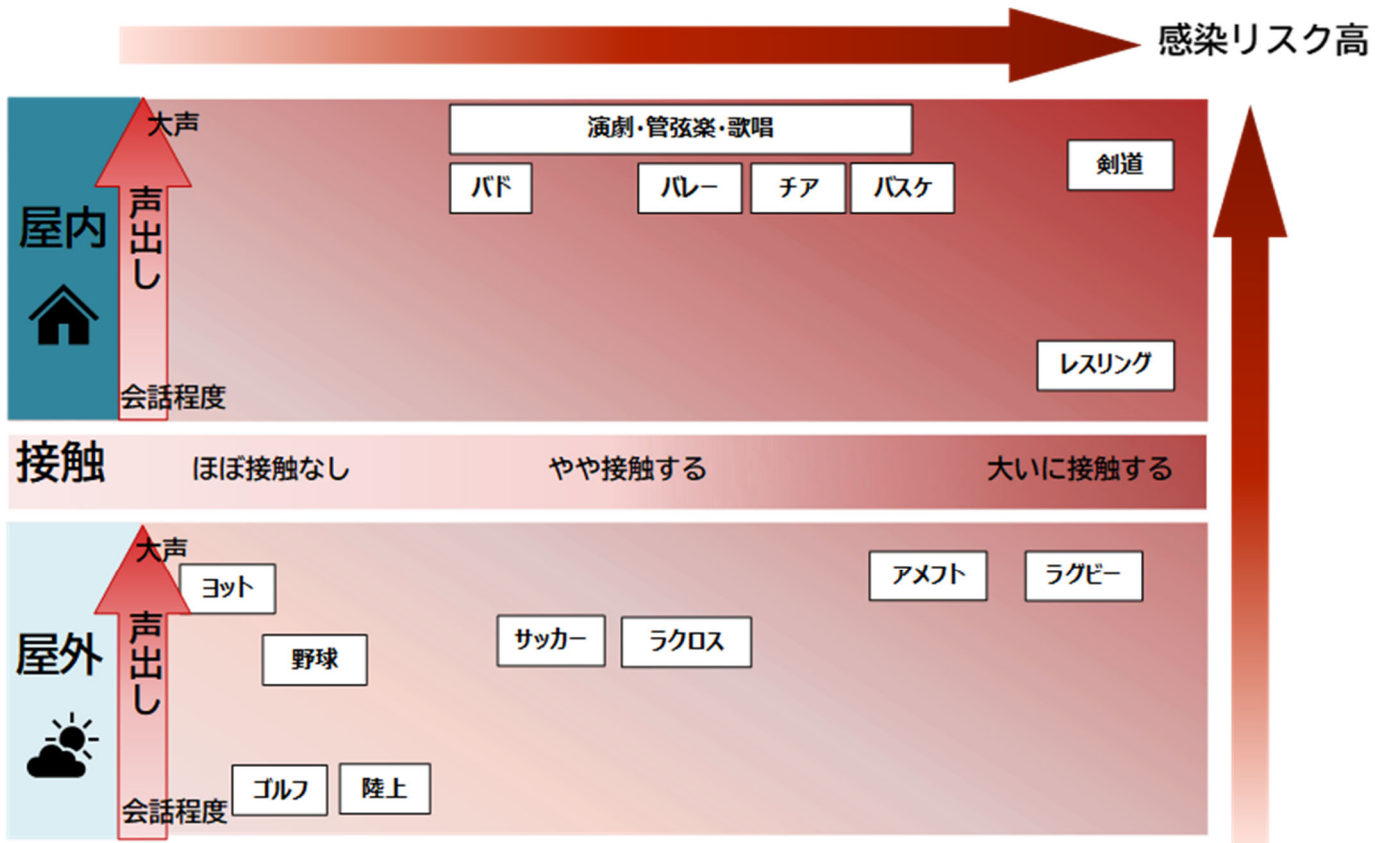 感染リスク高
大声
演劇・管弦楽・歌唱
剣道
バド
バレー
チア
バスケ
屋内
声出し
レスリング
会話程度
接触
ほぼ接触なし
やや接触する
大いに接触する
大声
アメフト
ラグビー
ヨット
サッカー
ラクロス
屋外
声出し
野球
ゴルフ
陸上
会話程度